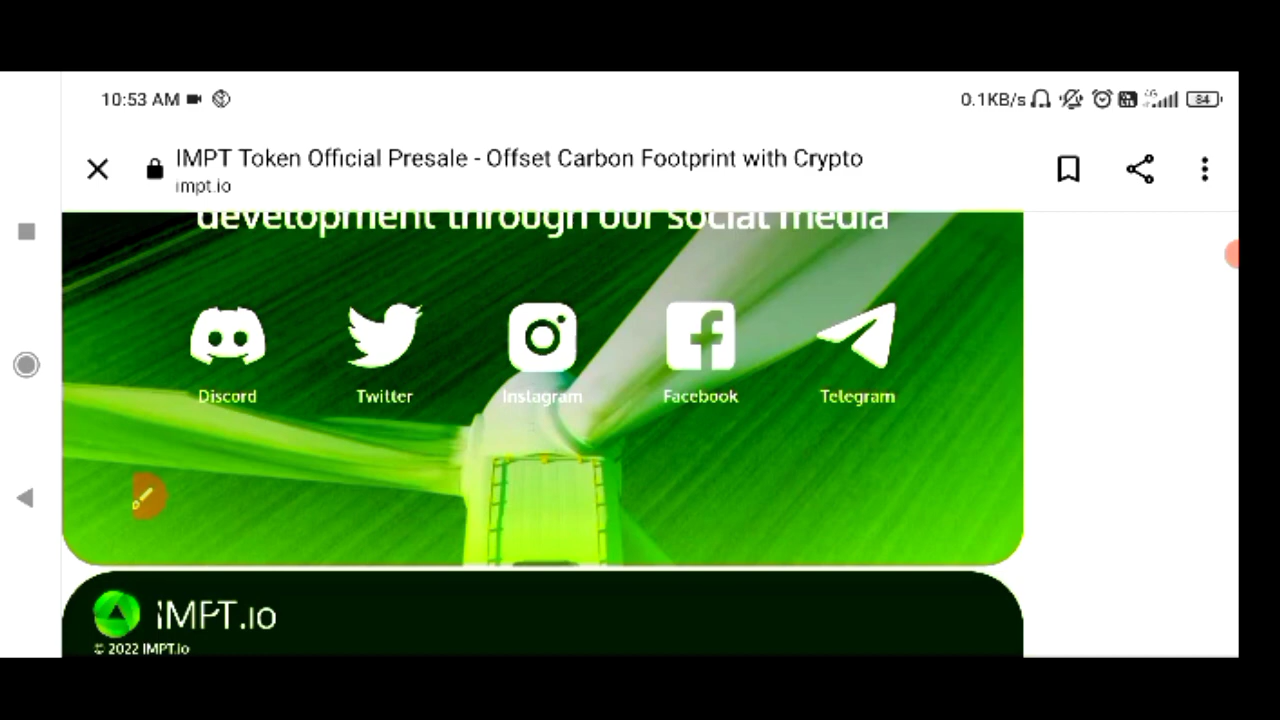 10:53 AM
0.1KB/s
4G
84
IMPT Token Official Presale - Offset Carbon Footprint with Crypto
impt.io
development through our social media
Discord
Twitter
Instagram
Facebook
Telegram
IMPT.io
© 2022 IMPT.io